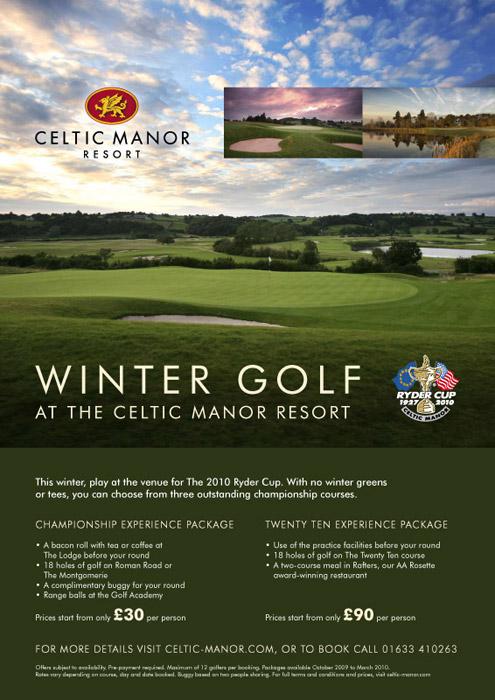 CELTIC MANOR
RESORT
WINTER GOLF
AT THE CELTIC MANOR RESORT
RYDER CUP
1927 2010
CELTIC MANOR
This winter, play at the venue for The 2010 Ryder Cup. With no winter greens
or tees, you can choose from three outstanding championship courses.
CHAMPIONSHIP EXPERIENCE PACKAGE
• A bacon roll with tea or coffee at
The Lodge before your round
• 18 holes of golf on Roman Road or
The Montgomerie
• A complimentary buggy for your round
• Range balls at the Golf Academy
Prices start from only £30 per person
TWENTY TEN EXPERIENCE PACKAGE
• Use of the practice facilities before your round
• 18 holes of golf on The Twenty Ten course
• A two-course meal in Rafters, our AA Rosette
award-winning restaurant
Prices start from only £90 per person
FOR MORE DETAILS VISIT CELTIC-MANOR.COM, OR TO BOOK CALL 01633 410263
Offers subject to availability. Pre-payment required. Maximum of 12 golfers per booking. Packages available October 2009 to March 2010.
Rates vary depending on course, day and date booked. Buggy based on two people sharing. For full terms and conditions and prices, visit celtic-manor.com